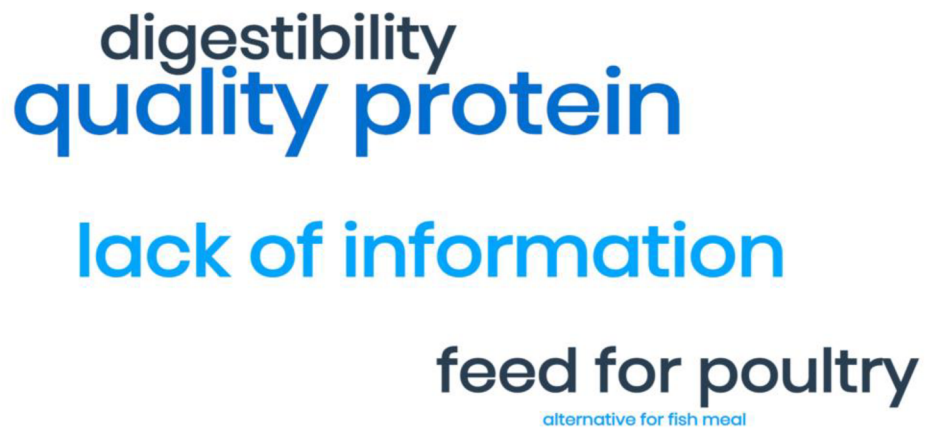 digestibility
quality protein
lack of information
feed for poultry
alternative for fish meal